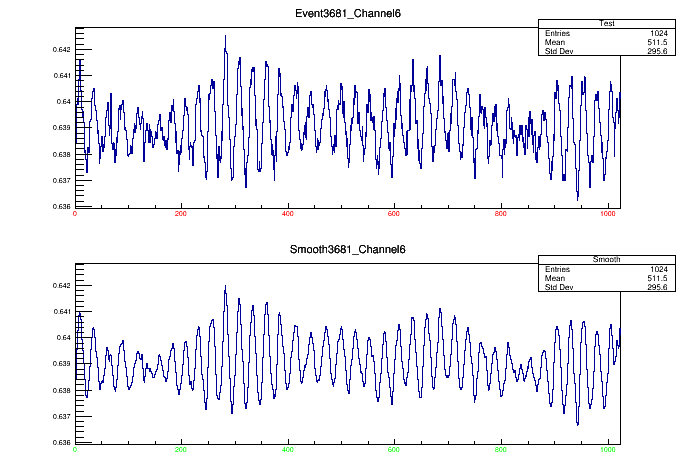 Event3681_Channel6
Test
Entries 1024
Mean 511.5
Std Dev 295.6
0.642
0.641
0.64
0.639
0.638
0.637
0.636
0 200 400 600 800 1000
Smooth3681_Channel6
Smooth
Entries 1024
Mean 511.5
Std Dev 295.6
0.642
0.641
0.64
0.639
0.638
0.637
0.636
0 200 400 600 800 1000